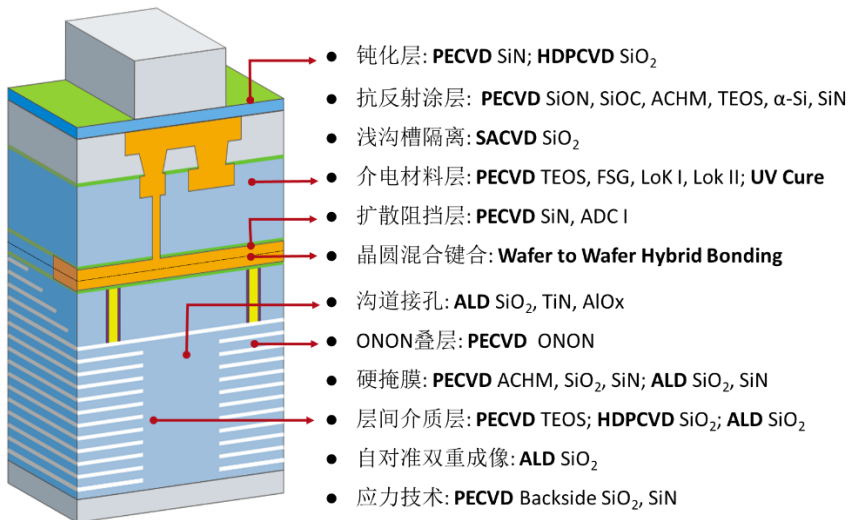 ● 钝化层: PECVD SiN; HDPCVD SiO₂
● 抗反射涂层: PECVD SiON, SiOC, ACHM, TEOS, α-Si, SiN
● 浅沟槽隔离: SACVD SiO₂
● 介电材料层: PECVD TEOS, FSG, LoK I, Lok II; UV Cure
● 扩散阻挡层: PECVD SiN, ADC I
● 晶圆混合键合: Wafer to Wafer Hybrid Bonding
● 沟道接孔: ALD SiO₂, TiN, AlOx
● ONON叠层: PECVD ONON
● 硬掩膜: PECVD ACHM, SiO₂, SiN; ALD SiO₂, SiN
● 层间介质层: PECVD TEOS; HDPCVD SiO₂; ALD SiO₂
● 自对准双重成像: ALD SiO₂
● 应力技术: PECVD Backside SiO₂, SiN